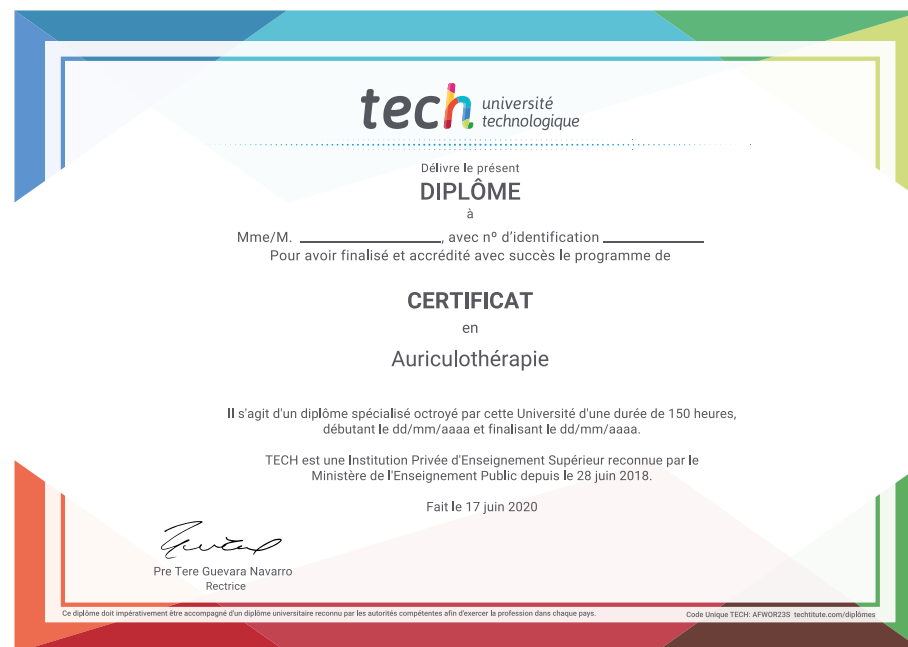 tech université
technologique
Délivre le présent
DIPLÔME
à
Mme/M. ____________________, avec nº d'identification ______________
Pour avoir finalisé et accrédité avec succès le programme de
CERTIFICAT
en
Auriculothérapie
Il s'agit d'un diplôme spécialisé octroyé par cette Université d'une durée de 150 heures,
débutant le dd/mm/aaaa et finalisant le dd/mm/aaaa.
TECH est une Institution Privée d'Enseignement Supérieur reconnue par le
Ministère de l'Enseignement Public depuis le 28 juin 2018.
Fait le 17 juin 2020
Pre Tere Guevara Navarro
Rectrice
Ce diplôme doit impérativement être accompagné d'un diplôme universitaire reconnu par les autorités compétentes afin d'exercer la profession dans chaque pays.
Code Unique TECH: AFWOR23S techtitute.com/diplômes